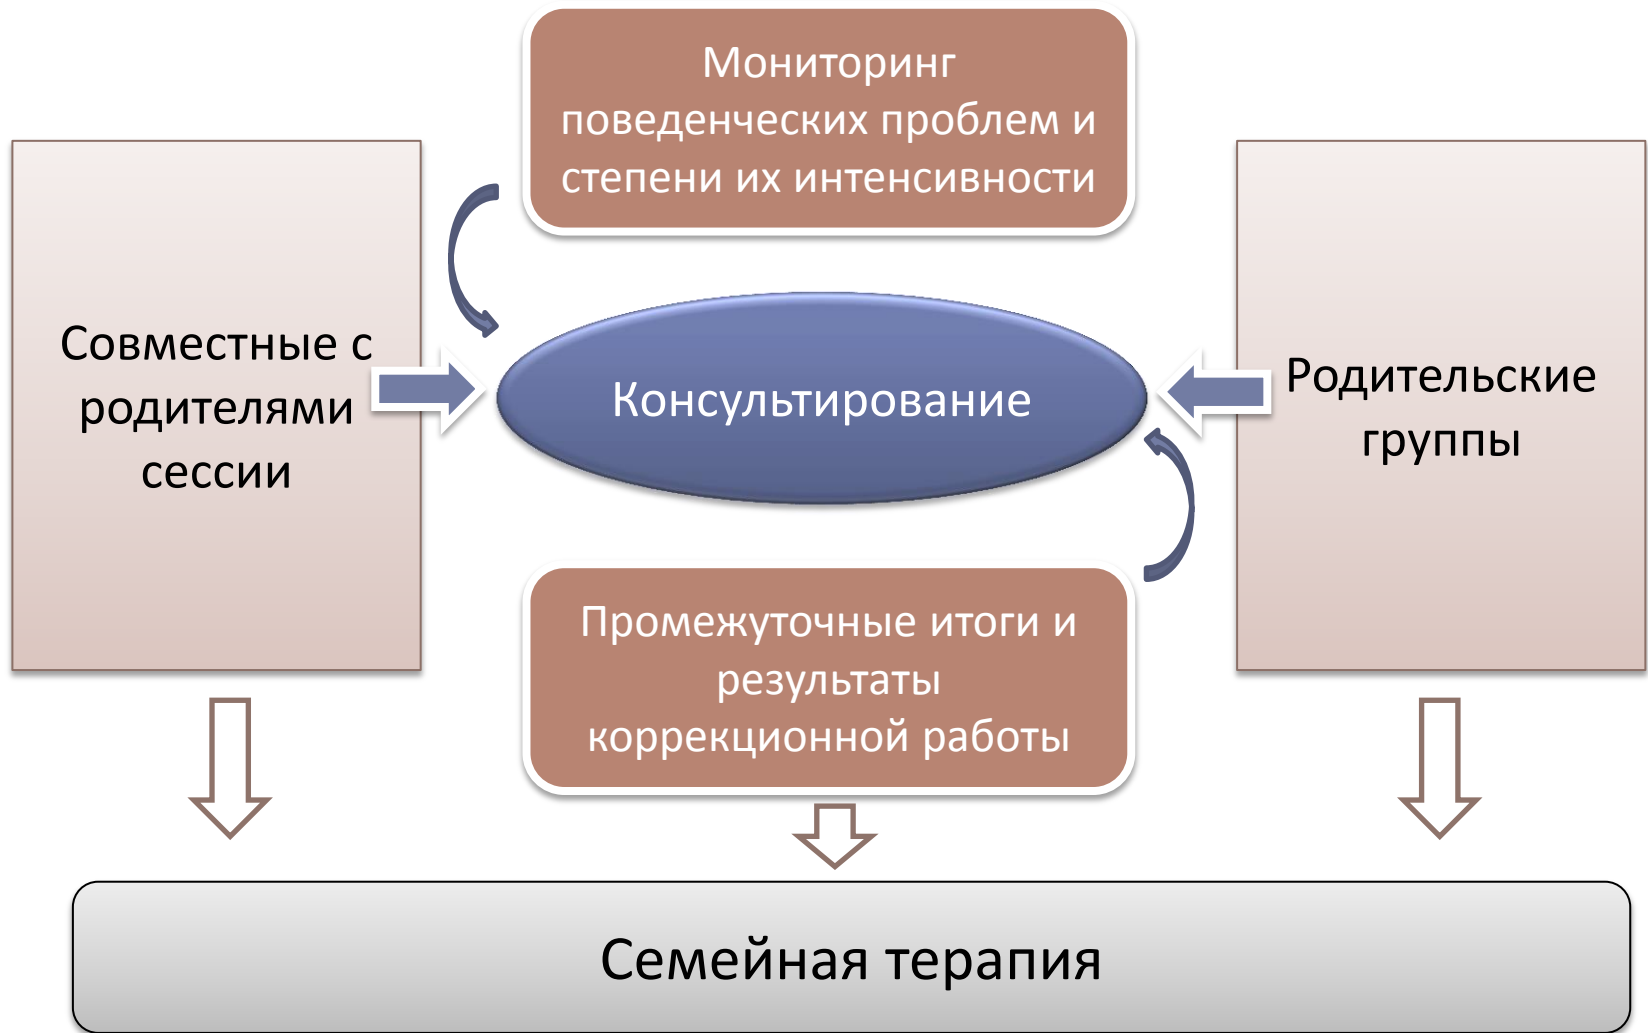 Мониторинг
поведенческих проблем и
степени их интенсивности
Совместные с
родителями
сессии
Консультирование
Родительские
группы
Промежуточные итоги и
результаты
коррекционной работы
Семейная терапия